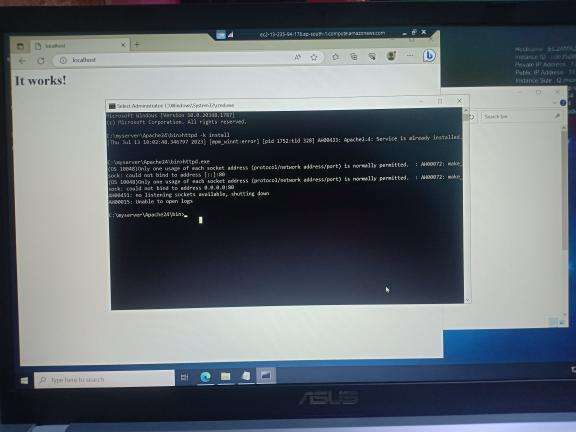 ec2-13-235-94-178.ap-south-1.compute.amazonaws.com
localhost
localhost
It works!
Hostname
Instance ID
Private IP Address
Public IP Address
Instance Size
Search bin
Select Administrator: C:\Windows\System32\cmd.exe
Microsoft Windows [Version 10.0.20348.1787]
(c) Microsoft Corporation. All rights reserved.
C:\myserver\Apache24\bin>httpd -k install
[Thu Jul 13 10:02:48.346797 2023] [mpm_winnt:error] [pid 1752:tid 328] AH00433: Apache2.4: Service is already installed.
C:\myserver\Apache24\bin>httpd.exe
(OS 10048)Only one usage of each socket address (protocol/network address/port) is normally permitted. : AH00072: make_
sock: could not bind to address [::]:80
(OS 10048)Only one usage of each socket address (protocol/network address/port) is normally permitted. : AH00072: make_
sock: could not bind to address 0.0.0.0:80
AH00451: no listening sockets available, shutting down
AH00015: Unable to open logs
C:\myserver\Apache24\bin>
Type here to search
ASUS